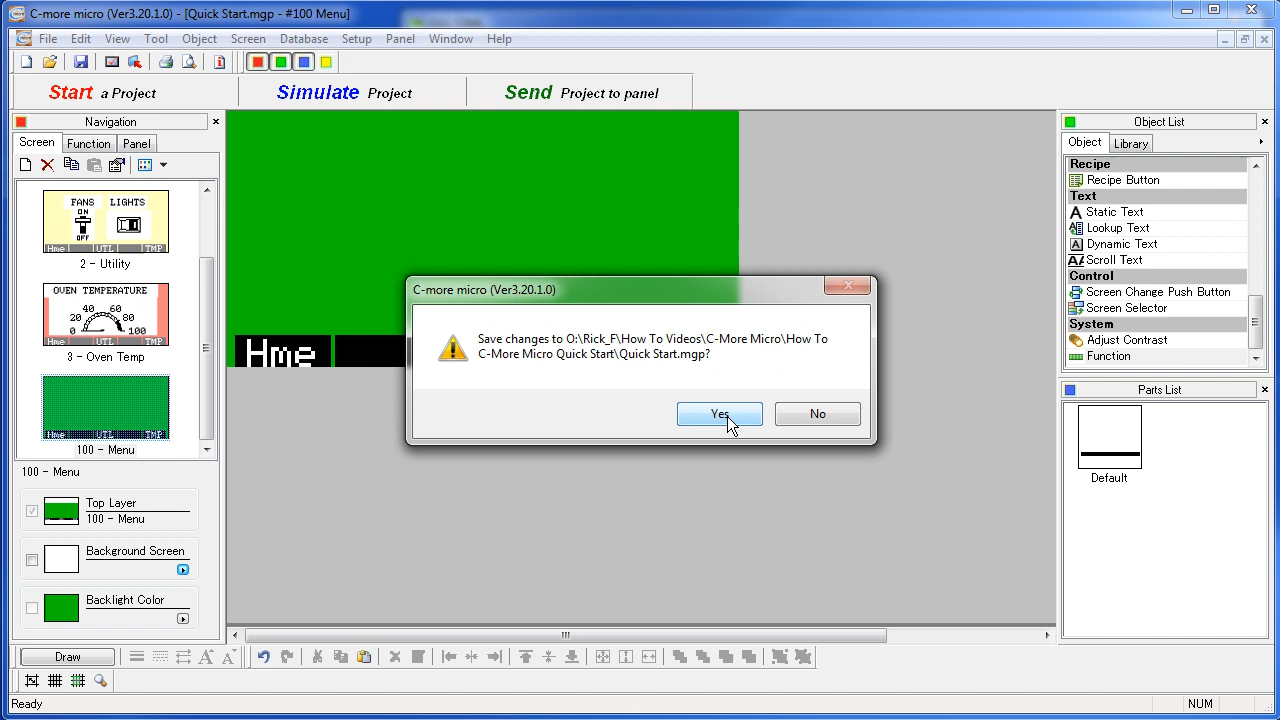 C-more micro (Ver3.20.1.0) - [Quick Start.mgp - #100 Menu]
File Edit View Tool Object Screen Database Setup Panel Window Help
Start a Project
Simulate Project
Send Project to panel
Navigation
Screen Function Panel
FANS LIGHTS
ON
OFF
Hme UTL TMP
2 - Utility
OVEN TEMPERATURE
40 60
20 80
0 100
Hme UTL TMP
3 - Oven Temp
Hme UTL TMP
100 - Menu
100 - Menu
Top Layer
100 - Menu
Background Screen
Backlight Color
Hme
C-more micro (Ver3.20.1.0)
Save changes to O:\Rick_F\How To Videos\C-More Micro\How To
C-More Micro Quick Start\Quick Start.mgp?
Yes No
Object List
Object Library
Recipe
Recipe Button
Text
Static Text
Lookup Text
Dynamic Text
Scroll Text
Control
Screen Change Push Button
Screen Selector
System
Adjust Contrast
Function
Parts List
Default
Draw
Ready
NUM